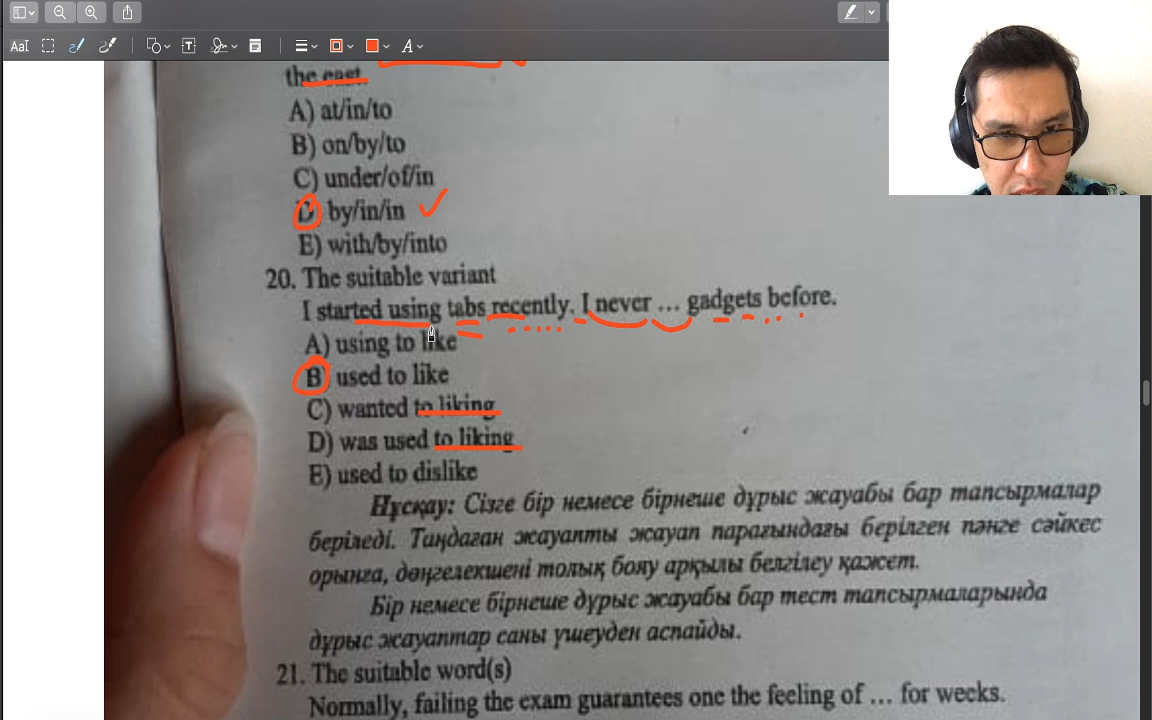 AaI
A
the east.
A) at/in/to
B) on/by/to
C) under/of/in
D by/in/in
E) with/by/into
20. The suitable variant
I started using tabs recently. I never ... gadgets before.
A) using to like
B) used to like
C) wanted to liking
D) was used to liking
E) used to dislike
Нұсқау: Сізге бір немесе бірнеше дұрыс жауабы бар тапсырмалар
беріледі. Таңдаған жауапты жауап парағындағы берілген пәнге сәйкес
орынға, дөңгелекшені толық бояу арқылы белгілеу қажет.
Бір немесе бірнеше дұрыс жауабы бар тест тапсырмаларында
дұрыс жауаптар саны үшеуден аспайды.
21. The suitable word(s)
Normally, failing the exam guarantees one the feeling of ... for weeks.